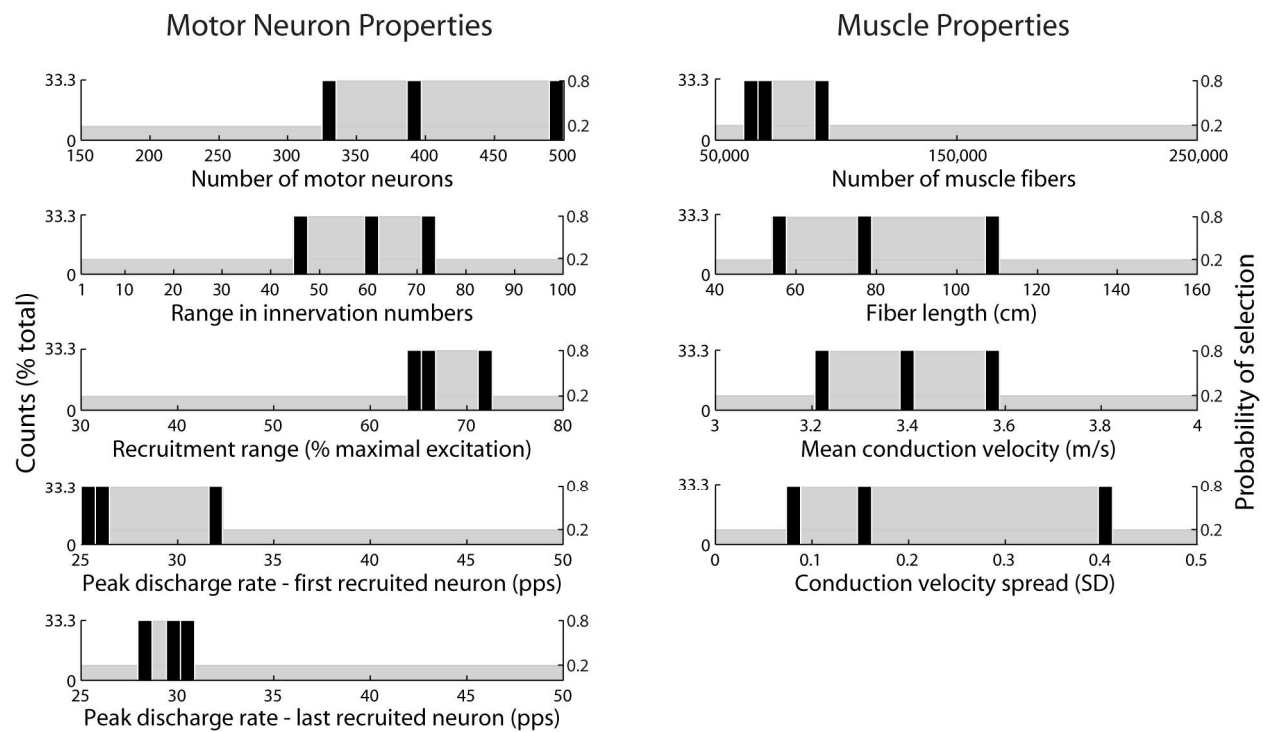 Motor Neuron Properties
Muscle Properties
Counts (% total)
Probability of selection
33.3
0
0.8
0.2
150 200 250 300 350 400 450 500
Number of motor neurons
33.3
0
0.8
0.2
1 10 20 30 40 50 60 70 80 90 100
Range in innervation numbers
33.3
0
0.8
0.2
30 40 50 60 70 80
Recruitment range (% maximal excitation)
33.3
0
0.8
0.2
25 30 35 40 45 50
Peak discharge rate - first recruited neuron (pps)
33.3
0
0.8
0.2
25 30 35 40 45 50
Peak discharge rate - last recruited neuron (pps)
33.3
0
0.8
0.2
50,000 150,000 250,000
Number of muscle fibers
33.3
0
0.8
0.2
40 60 80 100 120 140 160
Fiber length (cm)
33.3
0
0.8
0.2
3 3.2 3.4 3.6 3.8 4
Mean conduction velocity (m/s)
33.3
0
0.8
0.2
0 0.1 0.2 0.3 0.4 0.5
Conduction velocity spread (SD)